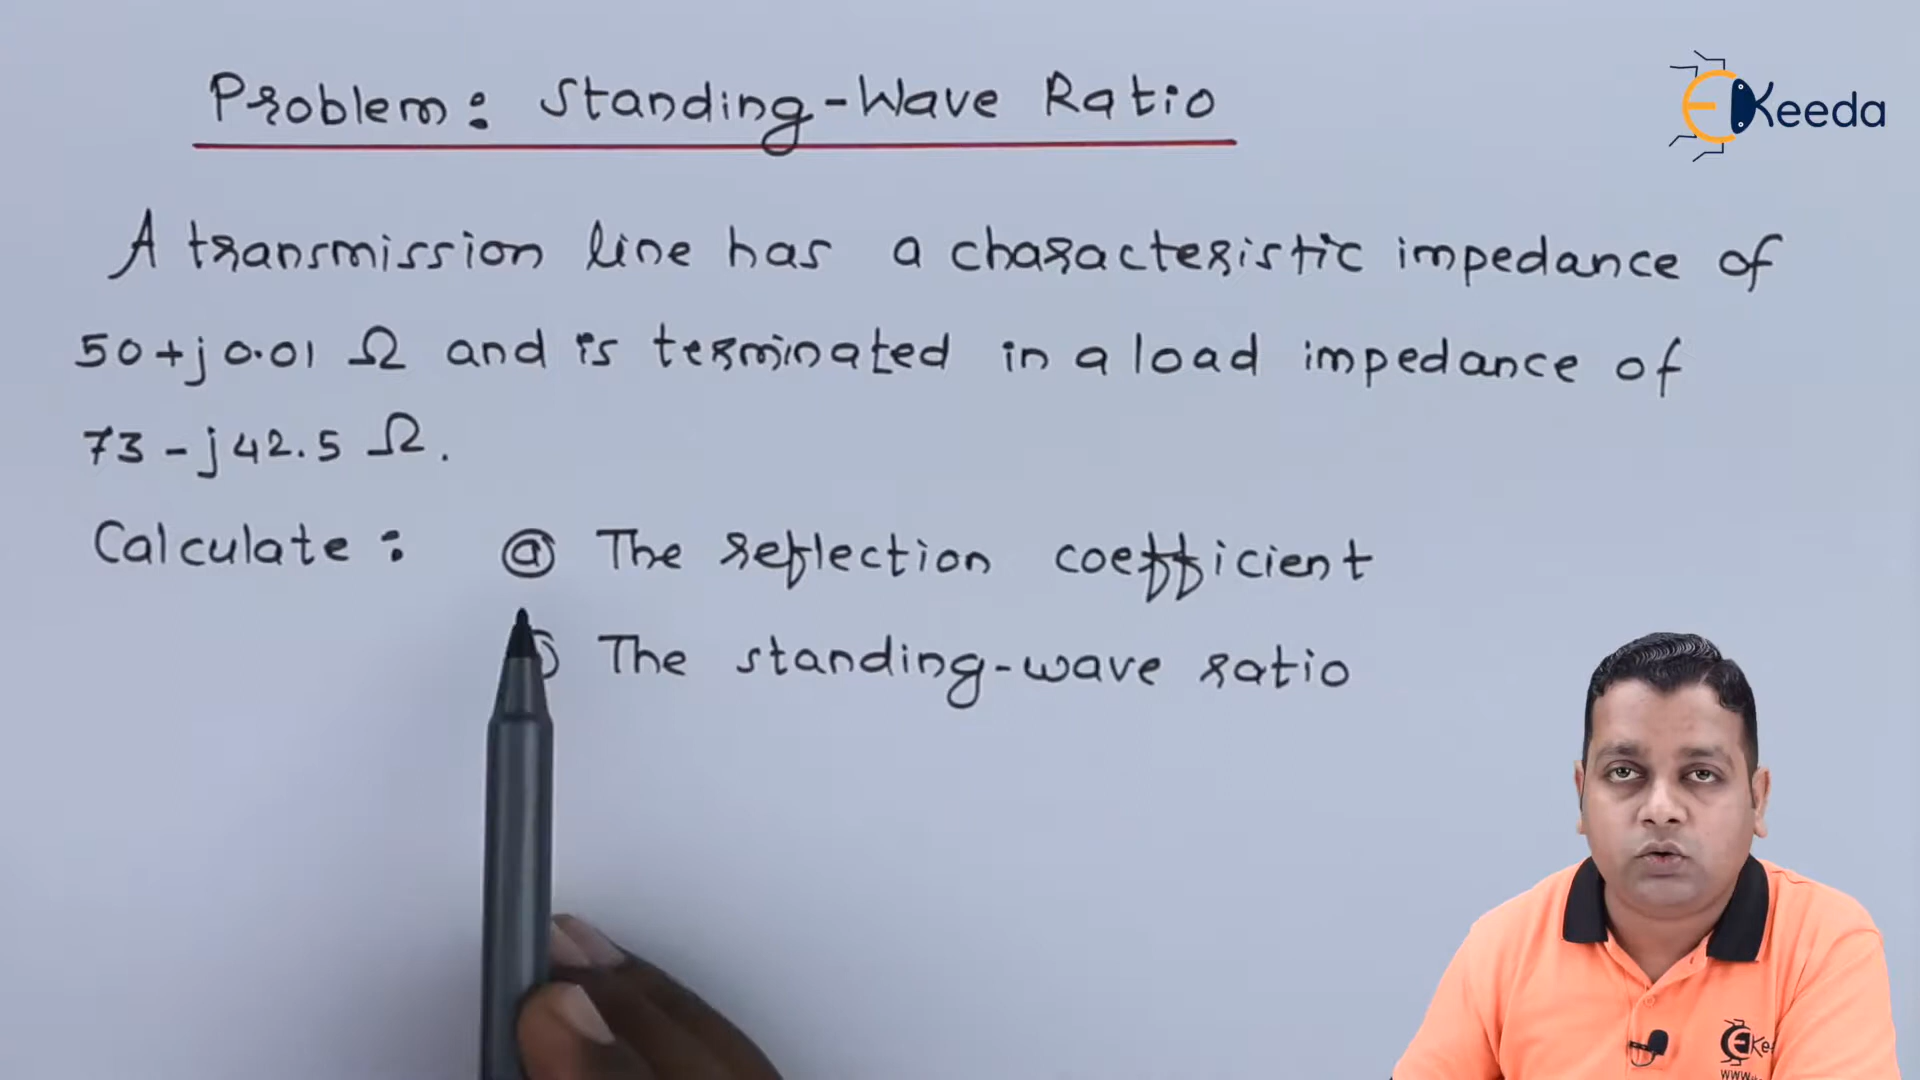 Problem: Standing-Wave Ratio
EKeeda
A transmission line has a characteristic impedance of
50+j0.01 Ω and is terminated in a load impedance of
73-j42.5 Ω.
Calculate: ⓐ The reflection coefficient
The standing-wave ratio